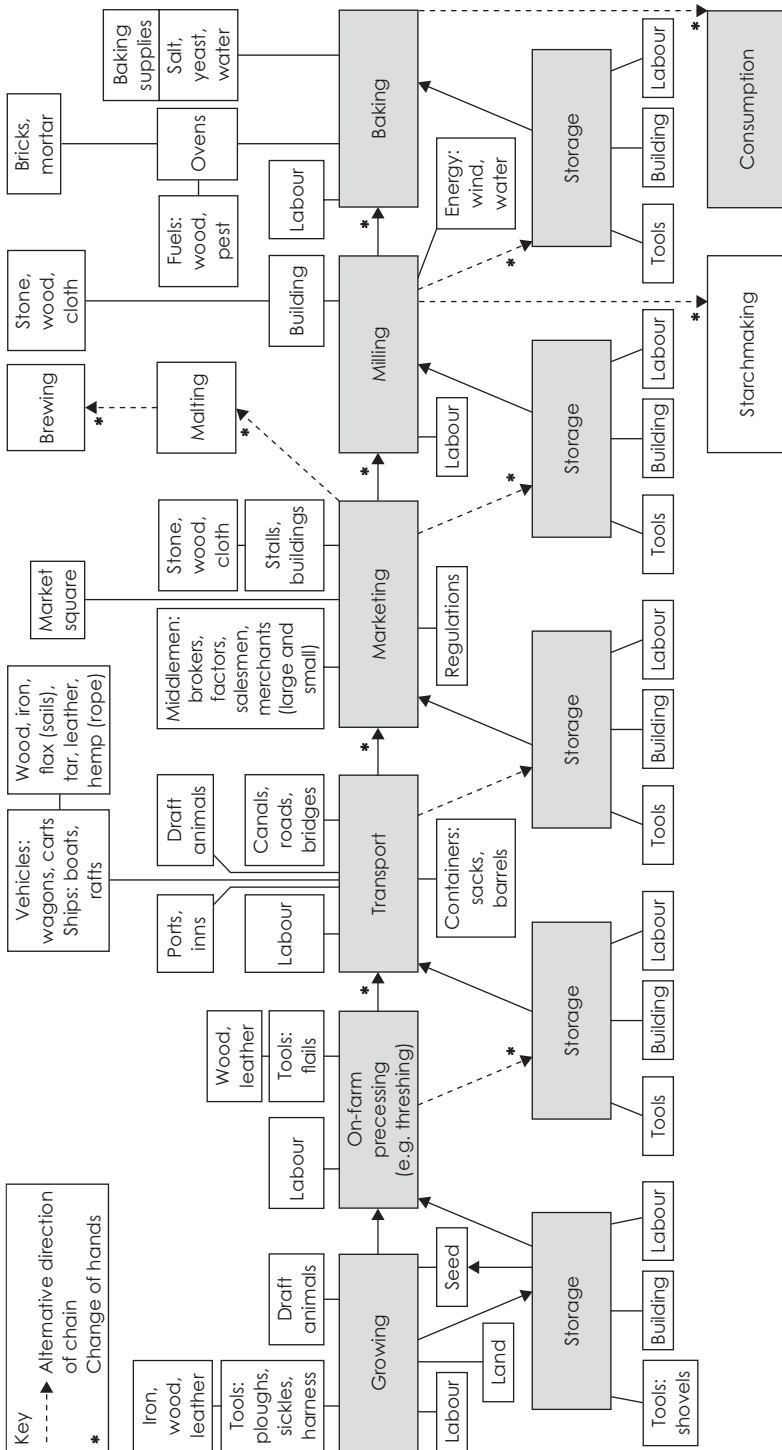 Key
Alternative direction
of chain
* Change of hands
Iron,
wood,
leather
Tools:
ploughs,
sickles,
harness
Draft
animals
Growing
Labour
Land
Seed
Storage
Tools:
shovels
Building
Labour
Labour
Wood,
leather
Tools:
flails
On-farm
precessing
(e.g. threshing)
*
Storage
Tools
Building
Labour
*
Vehicles:
wagons, carts
Ships: boats,
rafts
Wood, iron,
flax (sails),
tar, leather,
hemp (rope)
Labour
Ports,
inns
Draft
animals
Canals,
roads,
bridges
Transport
Containers:
sacks,
barrels
Storage
Tools
Building
Labour
*
Market
square
Middlemen:
brokers,
factors,
salesmen,
merchants
(large and
small)
Stone,
wood,
cloth
Stalls,
buildings
Marketing
Regulations
*
Brewing
*
Malting
*
Storage
Tools
Building
Labour
*
Stone,
wood,
cloth
Building
Milling
Labour
Energy:
wind,
water
*
Starchmaking
*
Storage
Tools
Building
Labour
*
Bricks,
mortar
Fuels:
wood,
pest
Ovens
Baking
supplies
Salt,
yeast,
water
Labour
Baking
*
Consumption